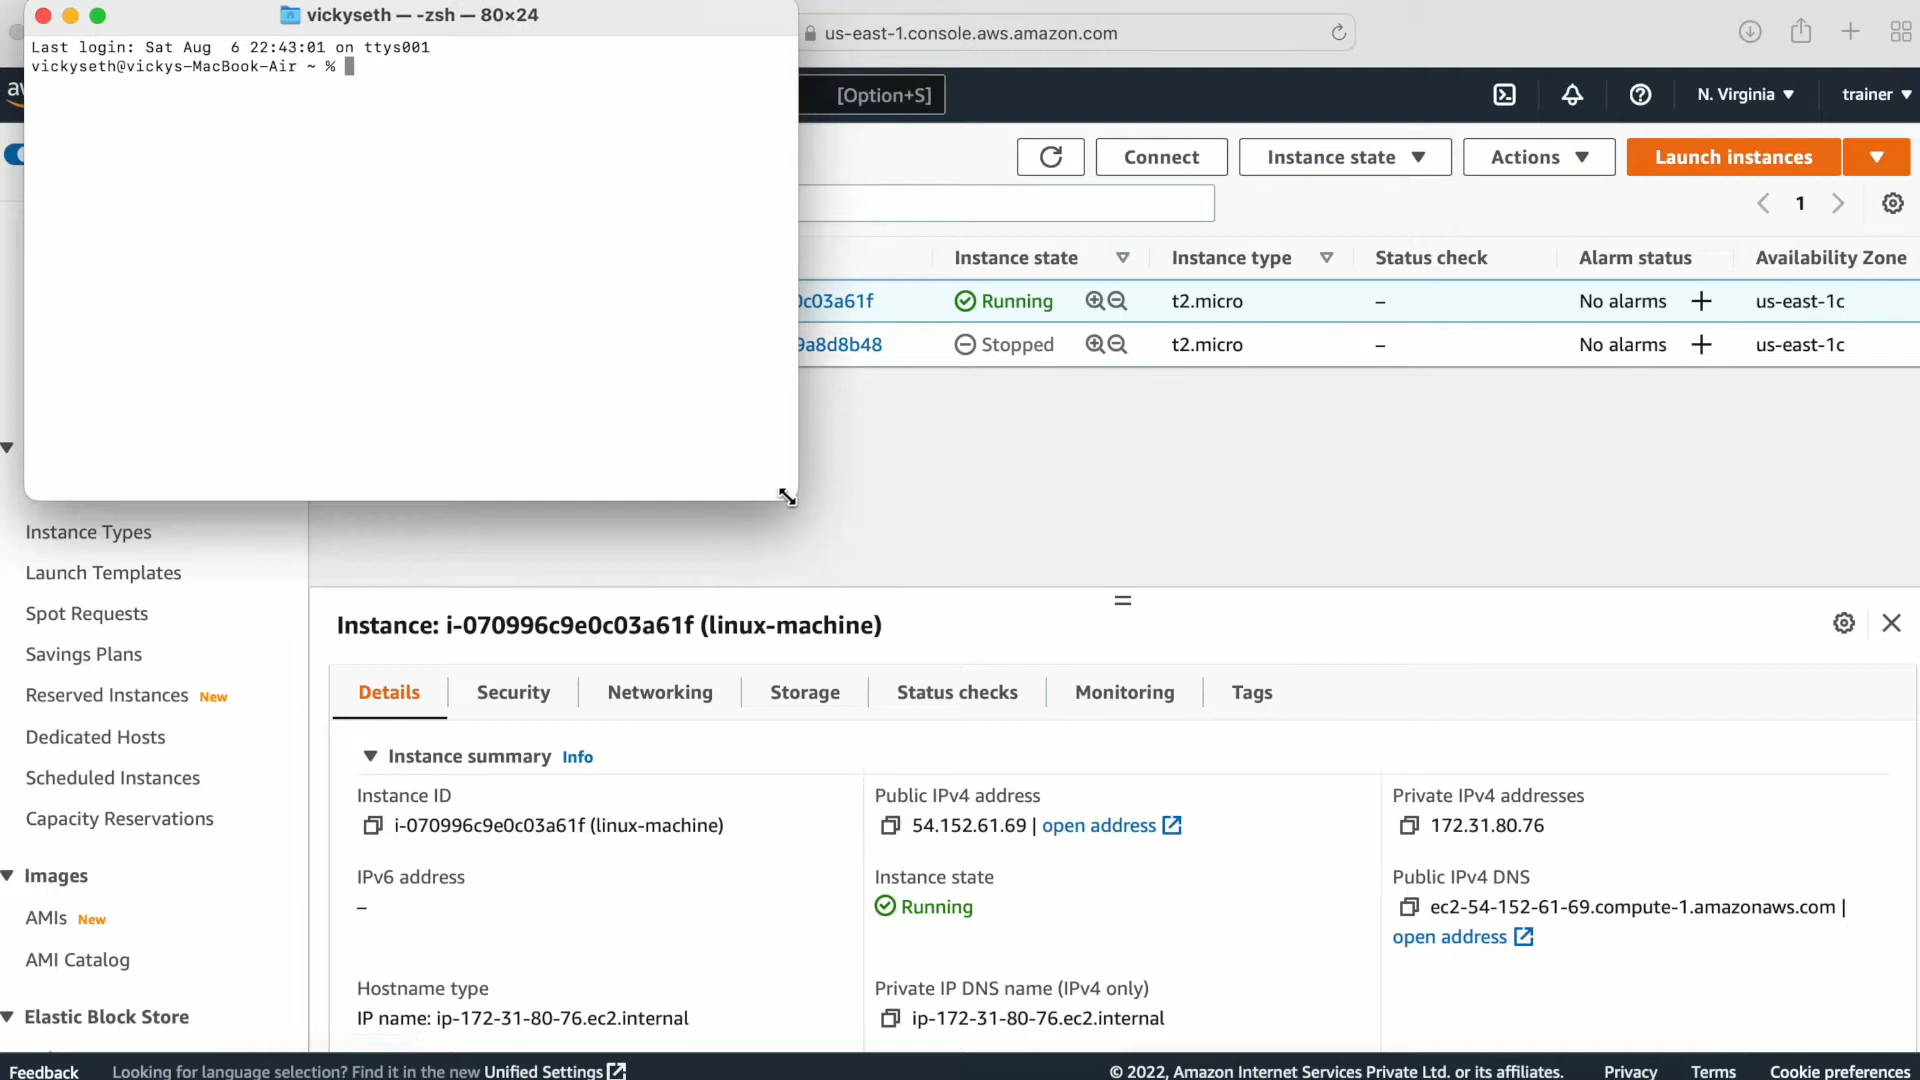 vickyseth — -zsh — 80×24
Last login: Sat Aug  6 22:43:01 on ttys001
vickyseth@vickys-MacBook-Air ~ %
us-east-1.console.aws.amazon.com
[Option+S]
N. Virginia
trainer
Connect
Instance state
Actions
Launch instances
1
Instance state
Instance type
Status check
Alarm status
Availability Zone
0c03a61f
Running
t2.micro
–
No alarms
us-east-1c
9a8d8b48
Stopped
t2.micro
–
No alarms
us-east-1c
Instance Types
Launch Templates
Spot Requests
Savings Plans
Reserved Instances New
Dedicated Hosts
Scheduled Instances
Capacity Reservations
Images
AMIs New
AMI Catalog
Elastic Block Store
Instance: i-070996c9e0c03a61f (linux-machine)
Details
Security
Networking
Storage
Status checks
Monitoring
Tags
Instance summary Info
Instance ID
i-070996c9e0c03a61f (linux-machine)
Public IPv4 address
54.152.61.69 | open address
Private IPv4 addresses
172.31.80.76
IPv6 address
–
Instance state
Running
Public IPv4 DNS
ec2-54-152-61-69.compute-1.amazonaws.com |
open address
Hostname type
IP name: ip-172-31-80-76.ec2.internal
Private IP DNS name (IPv4 only)
ip-172-31-80-76.ec2.internal
Feedback
Looking for language selection? Find it in the new Unified Settings
© 2022, Amazon Internet Services Private Ltd. or its affiliates.
Privacy
Terms
Cookie preferences